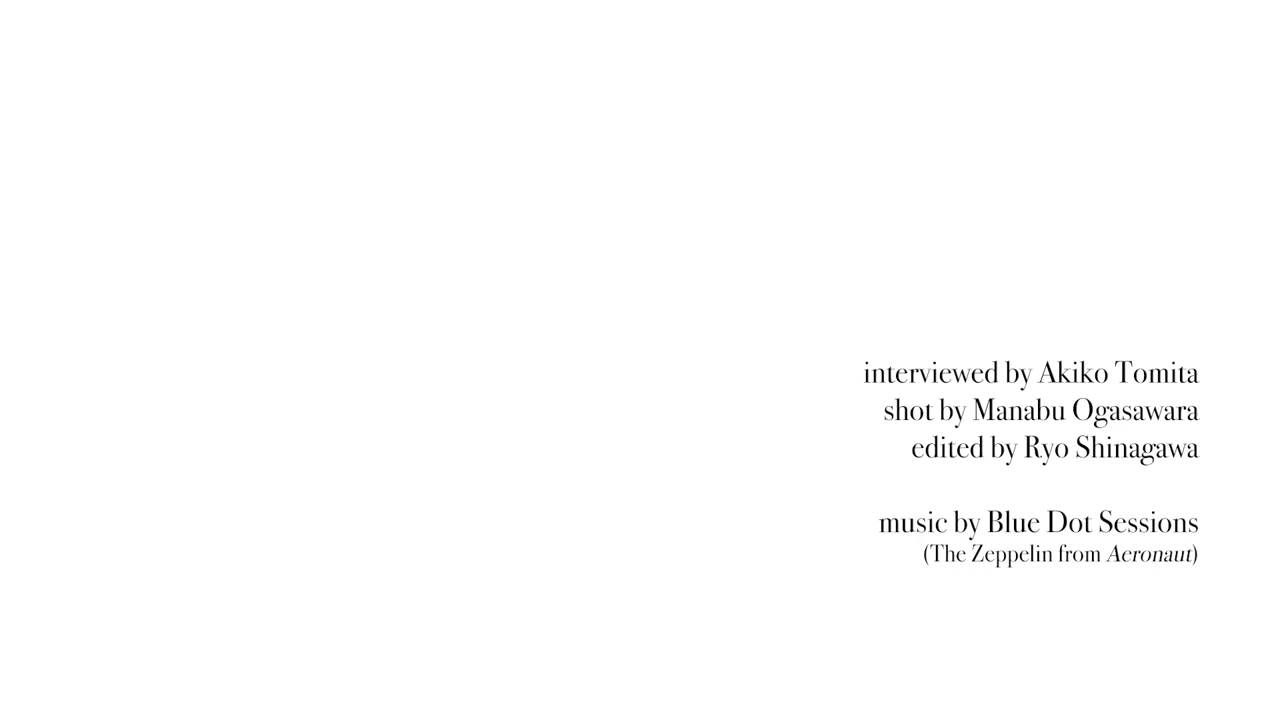 interviewed by Akiko Tomita
shot by Manabu Ogasawara
edited by Ryo Shinagawa
music by Blue Dot Sessions
(The Zeppelin from Aeronaut)